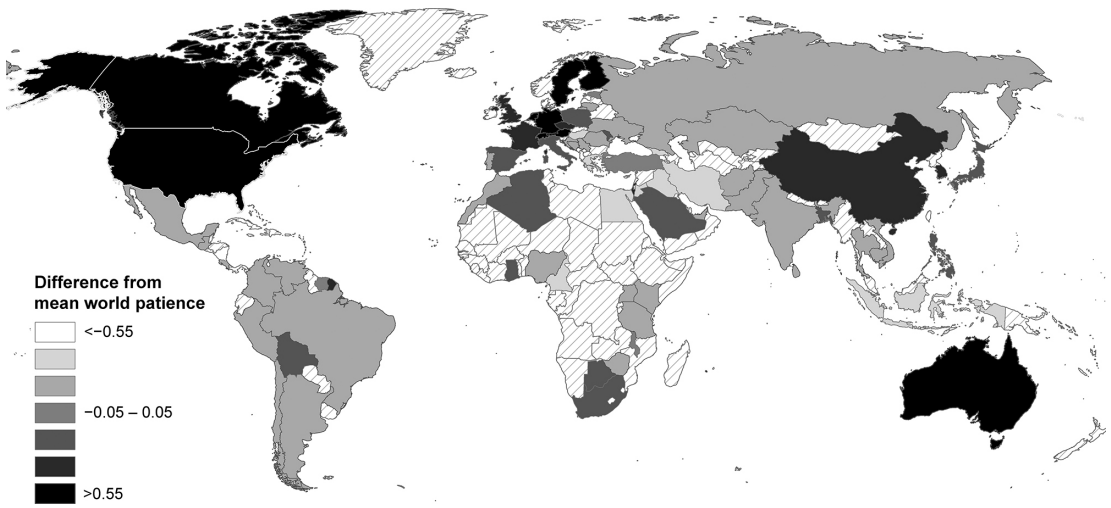 Difference from
mean world patience
<−0.55
−0.05 – 0.05
>0.55